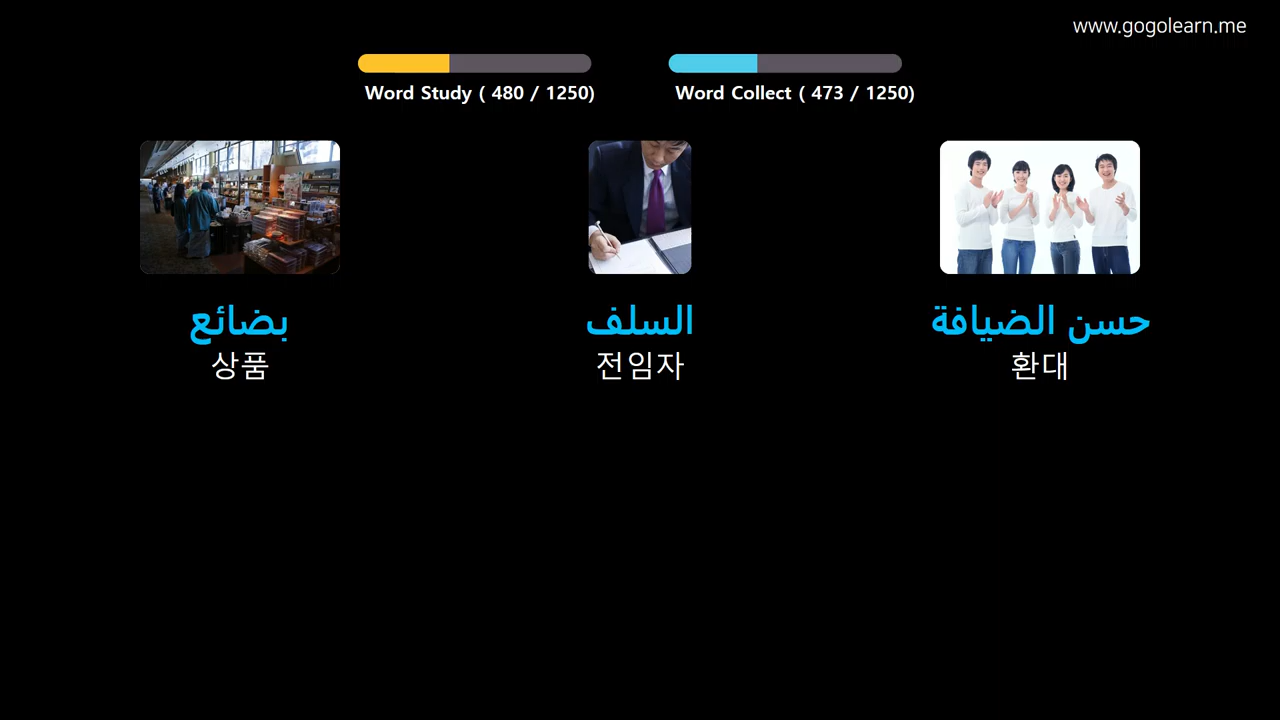 www.gogolearn.me
Word Study ( 480 / 1250)
Word Collect ( 473 / 1250)
بضائع
상품
السلف
전임자
حسن الضيافة
환대